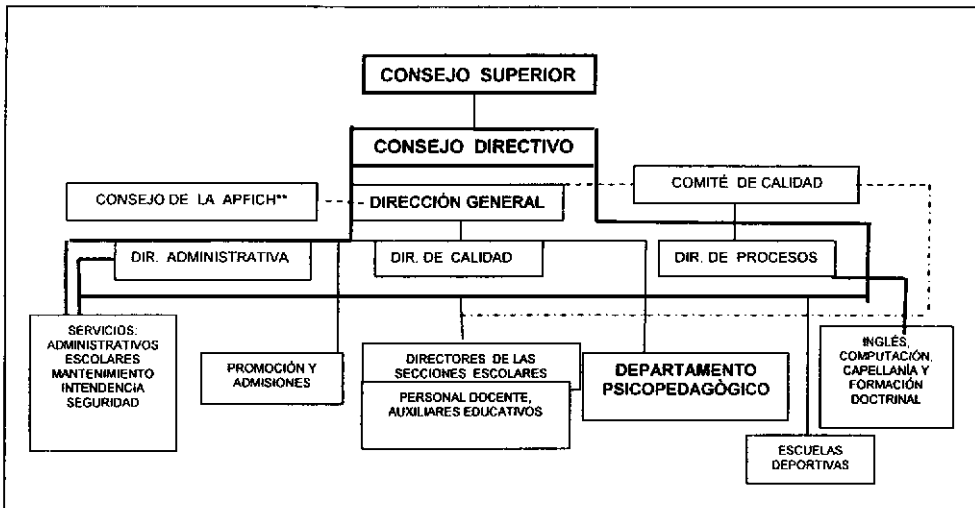 CONSEJO SUPERIOR
CONSEJO DIRECTIVO
CONSEJO DE LA APFICH**
DIRECCIÓN GENERAL
COMITÉ DE CALIDAD
DIR. ADMINISTRATIVA
DIR. DE CALIDAD
DIR. DE PROCESOS
SERVICIOS:
ADMINISTRATIVOS
ESCOLARES
MANTENIMIENTO
INTENDENCIA
SEGURIDAD
PROMOCIÓN Y
ADMISIONES
DIRECTORES DE LAS
SECCIONES ESCOLARES
PERSONAL DOCENTE,
AUXILIARES EDUCATIVOS
DEPARTAMENTO
PSICOPEDAGÒGICO
INGLÉS,
COMPUTACIÓN,
CAPELLANÍA Y
FORMACIÓN
DOCTRINAL
ESCUELAS
DEPORTIVAS